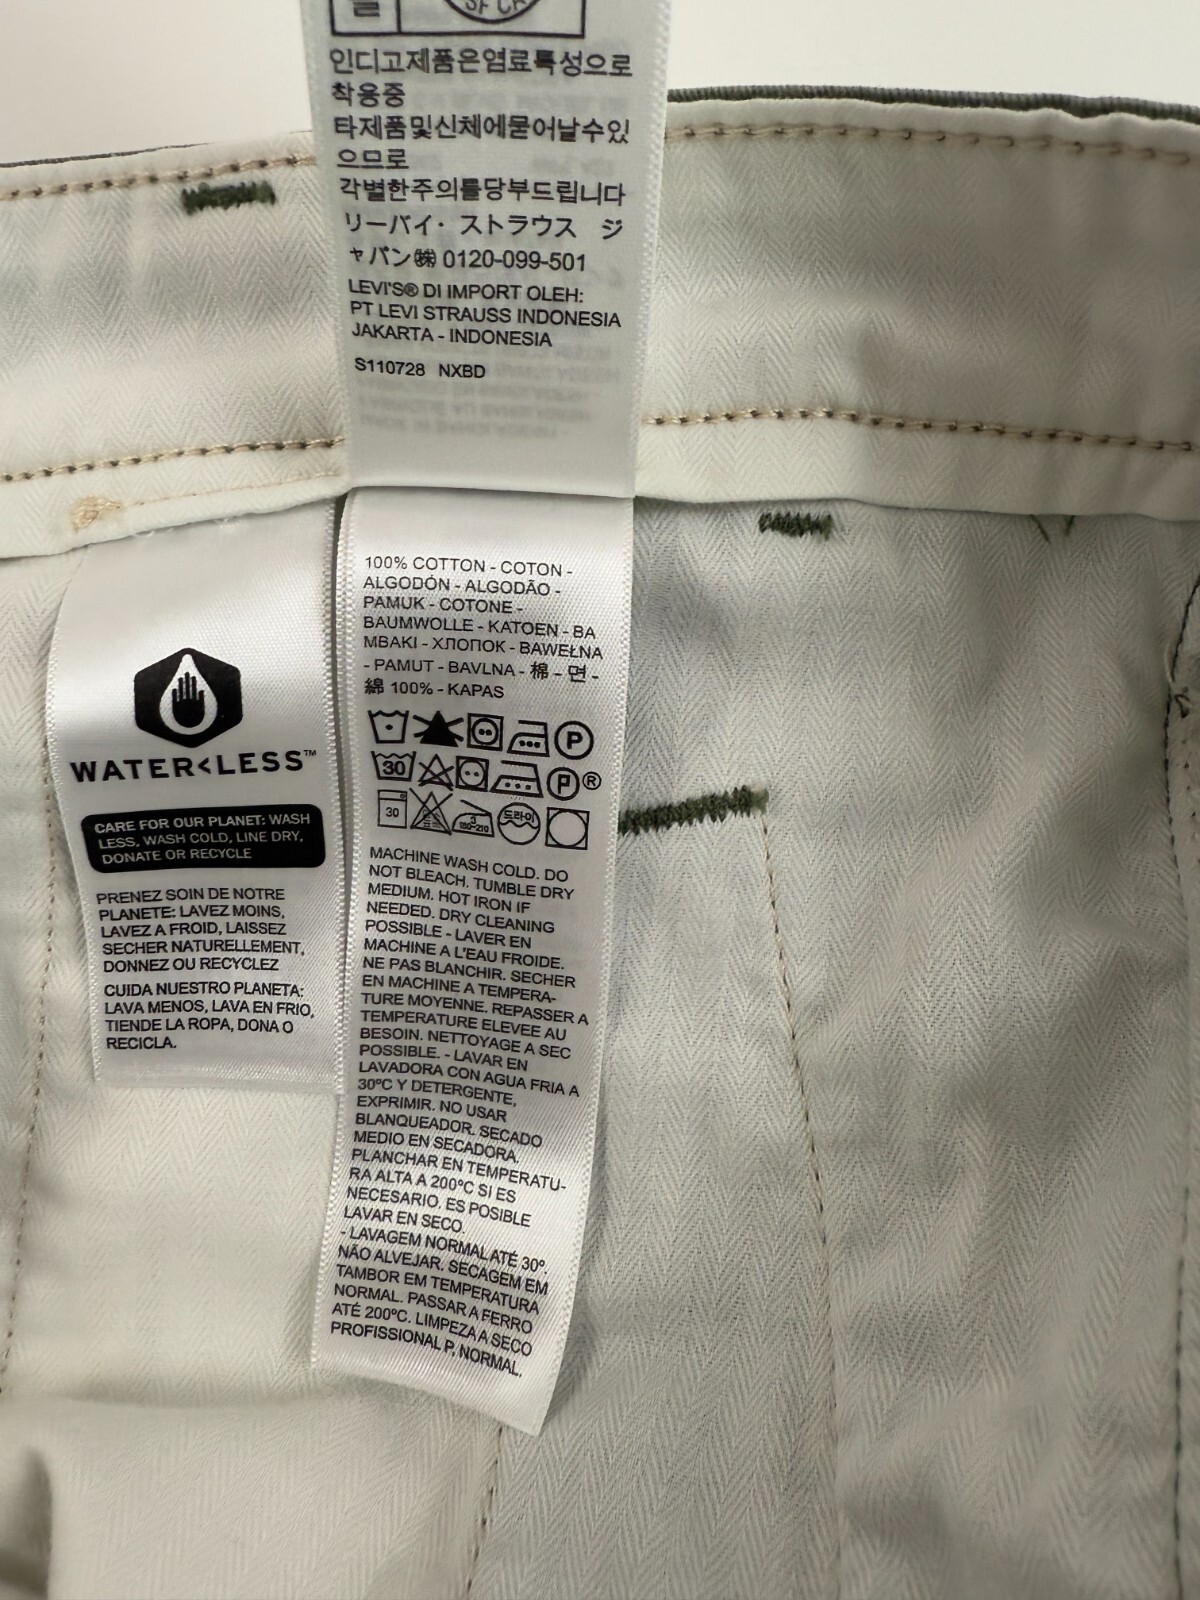 SF CA
인디고제품은염료특성으로
착용중
타제품및신체에묻어날수있
으므로
각별한주의를당부드립니다
リーバイ・ストラウス ジ
ャパン㈱ 0120-099-501
LEVI'S® DI IMPORT OLEH:
PT LEVI STRAUSS INDONESIA
JAKARTA - INDONESIA
S110728 NXBD
WATER<LESS™
CARE FOR OUR PLANET: WASH
LESS, WASH COLD, LINE DRY,
DONATE OR RECYCLE
PRENEZ SOIN DE NOTRE
PLANETE: LAVEZ MOINS,
LAVEZ A FROID, LAISSEZ
SECHER NATURELLEMENT,
DONNEZ OU RECYCLEZ
CUIDA NUESTRO PLANETA:
LAVA MENOS, LAVA EN FRIO,
TIENDE LA ROPA, DONA O
RECICLA.
100% COTTON - COTON -
ALGODÓN - ALGODÃO -
PAMUK - COTONE -
BAUMWOLLE - KATOEN - BA
MBAKI - ХЛОПОК - BAWEŁNA
- PAMUT - BAVLNA - 棉 - 면 -
綿 100% - KAPAS
P
30 P®
30 3 180-210 드라이
MACHINE WASH COLD. DO
NOT BLEACH. TUMBLE DRY
MEDIUM. HOT IRON IF
NEEDED. DRY CLEANING
POSSIBLE - LAVER EN
MACHINE A L'EAU FROIDE.
NE PAS BLANCHIR. SECHER
EN MACHINE A TEMPERA-
TURE MOYENNE. REPASSER A
TEMPERATURE ELEVEE AU
BESOIN. NETTOYAGE A SEC
POSSIBLE. - LAVAR EN
LAVADORA CON AGUA FRIA A
30ºC Y DETERGENTE,
EXPRIMIR. NO USAR
BLANQUEADOR. SECADO
MEDIO EN SECADORA.
PLANCHAR EN TEMPERATU-
RA ALTA A 200ºC SI ES
NECESARIO. ES POSIBLE
LAVAR EN SECO.
- LAVAGEM NORMAL ATÉ 30º.
NÃO ALVEJAR. SECAGEM EM
TAMBOR EM TEMPERATURA
NORMAL. PASSAR A FERRO
ATÉ 200ºC. LIMPEZA A SECO
PROFISSIONAL P, NORMAL.